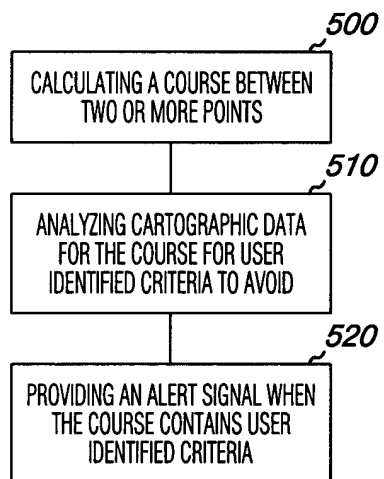 500
CALCULATING A COURSE BETWEEN
TWO OR MORE POINTS
510
ANALYZING CARTOGRAPHIC DATA
FOR THE COURSE FOR USER
IDENTIFIED CRITERIA TO AVOID
520
PROVIDING AN ALERT SIGNAL WHEN
THE COURSE CONTAINS USER
IDENTIFIED CRITERIA